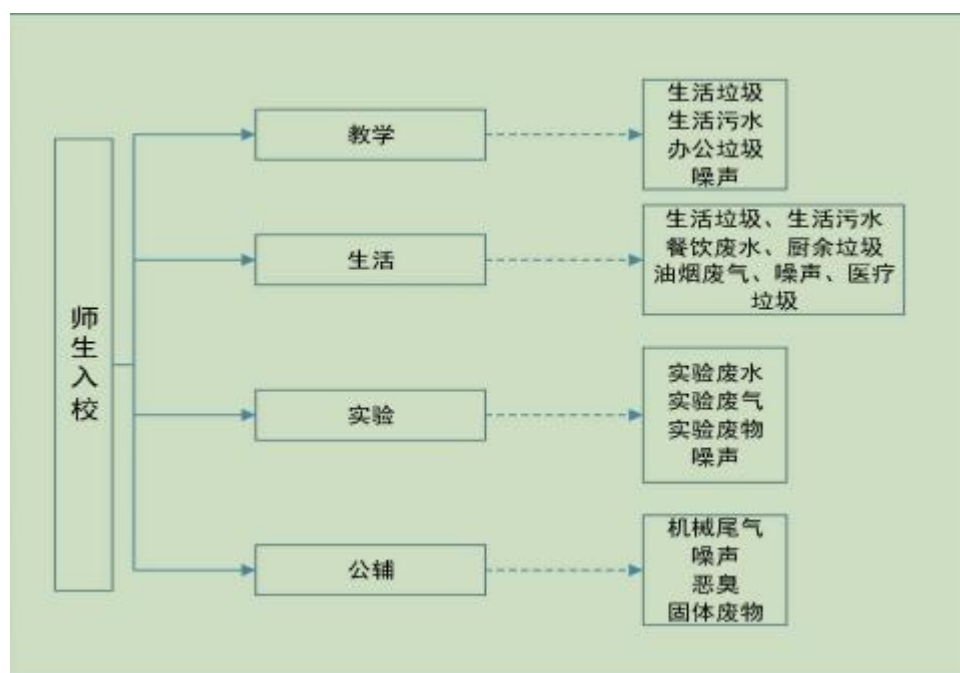 师生入校
教学
生活垃圾
生活污水
办公垃圾
噪声
生活
生活垃圾、生活污水
餐饮废水、厨余垃圾
油烟废气、噪声、医疗
垃圾
实验
实验废水
实验废气
实验废物
噪声
公辅
机械尾气
噪声
恶臭
固体废物